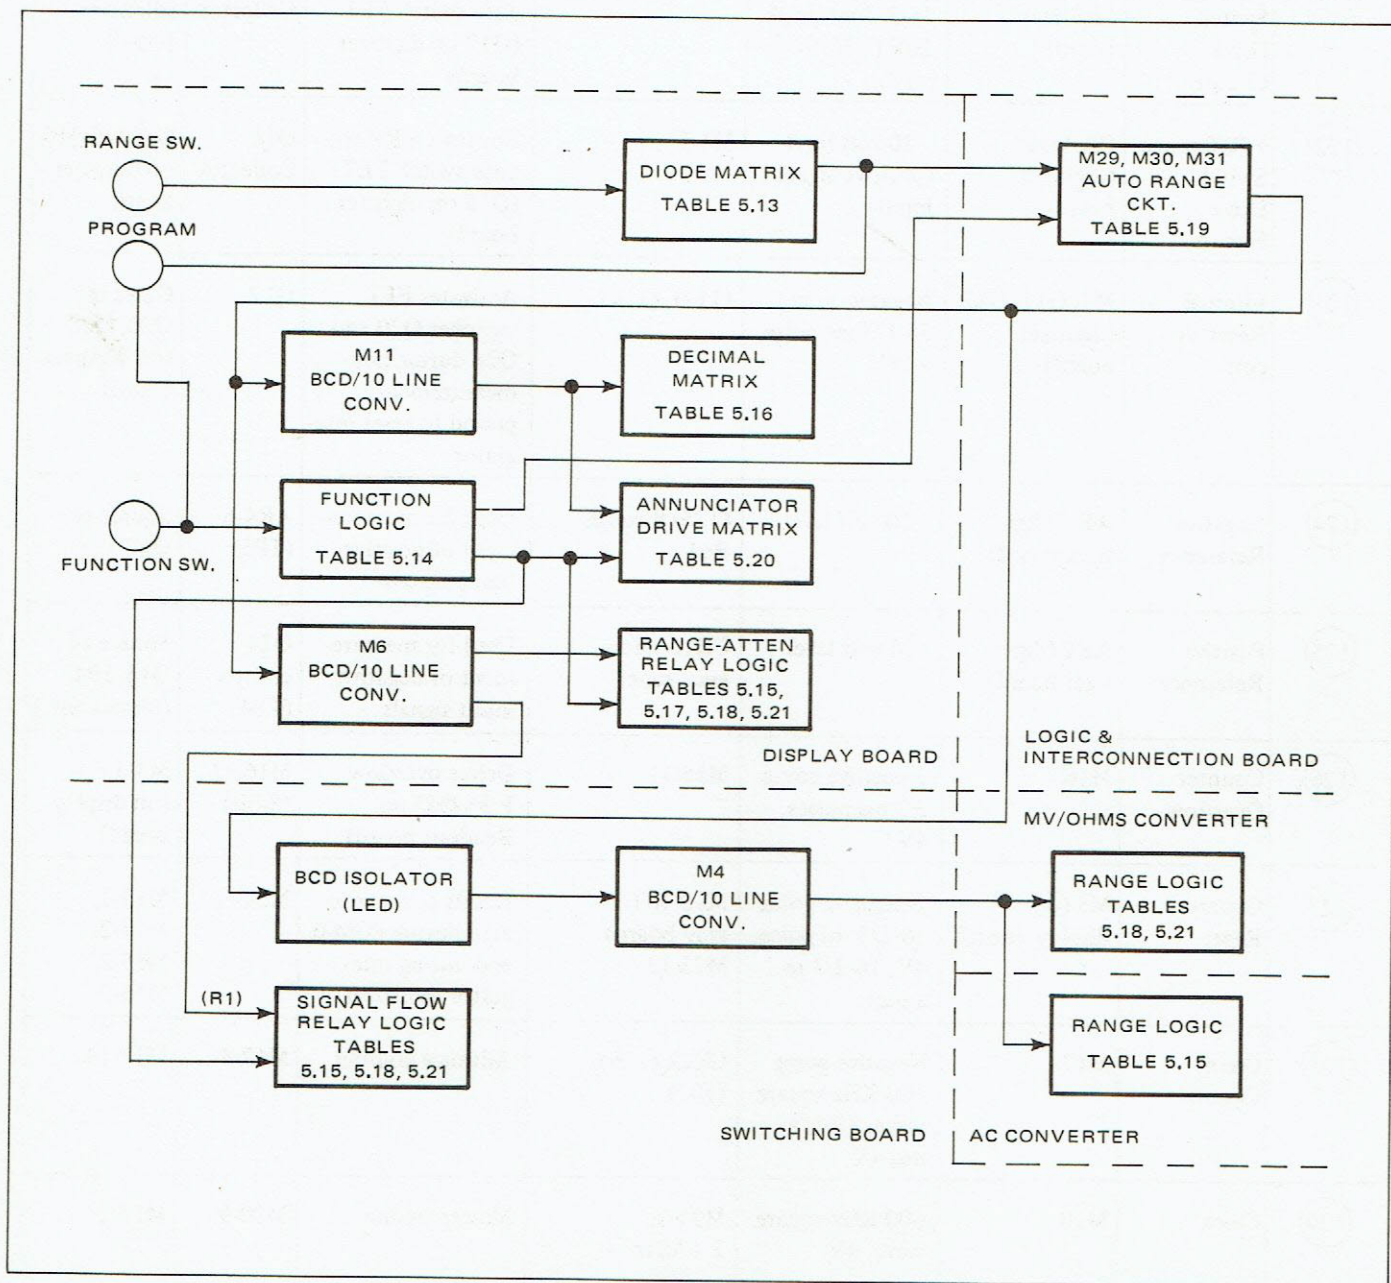 RANGE SW.
PROGRAM
FUNCTION SW.
DIODE MATRIX
TABLE 5.13
M29, M30, M31
AUTO RANGE
CKT.
TABLE 5.19
M11
BCD/10 LINE
CONV.
DECIMAL
MATRIX
TABLE 5.16
FUNCTION
LOGIC
TABLE 5.14
ANNUNCIATOR
DRIVE MATRIX
TABLE 5.20
M6
BCD/10 LINE
CONV.
RANGE-ATTEN
RELAY LOGIC
TABLES 5.15,
5.17, 5.18, 5.21
DISPLAY BOARD
LOGIC &
INTERCONNECTION BOARD
MV/OHMS CONVERTER
BCD ISOLATOR
(LED)
M4
BCD/10 LINE
CONV.
RANGE LOGIC
TABLES
5.18, 5.21
(R1)
SIGNAL FLOW
RELAY LOGIC
TABLES
5.15, 5.18, 5.21
RANGE LOGIC
TABLE 5.15
SWITCHING BOARD
AC CONVERTER